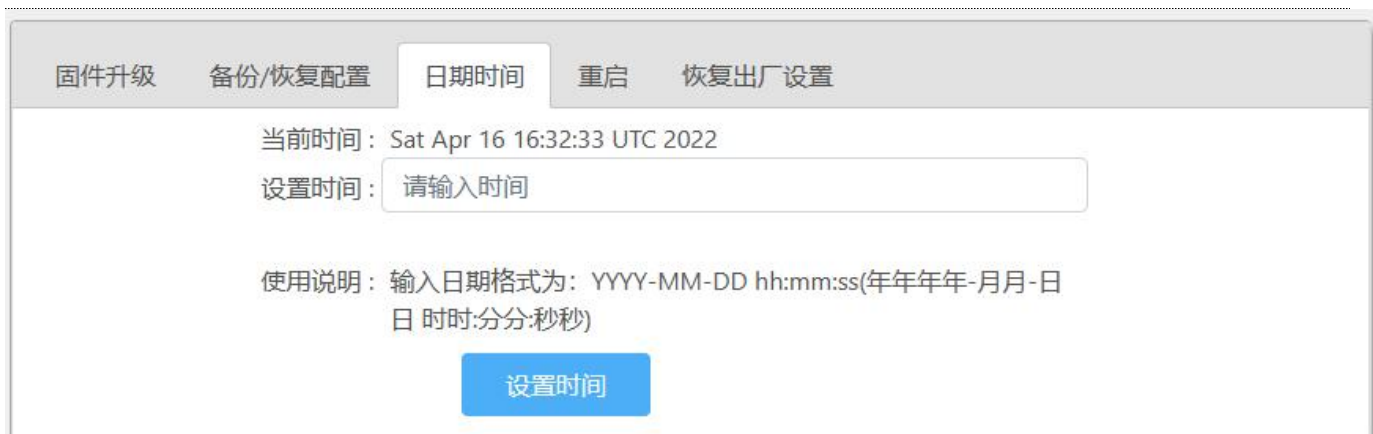 固件升级 备份/恢复配置 日期时间 重启 恢复出厂设置
当前时间： Sat Apr 16 16:32:33 UTC 2022
设置时间： 请输入时间
使用说明： 输入日期格式为：YYYY-MM-DD hh:mm:ss(年年年年-月月-日
日 时时:分分:秒秒)
设置时间